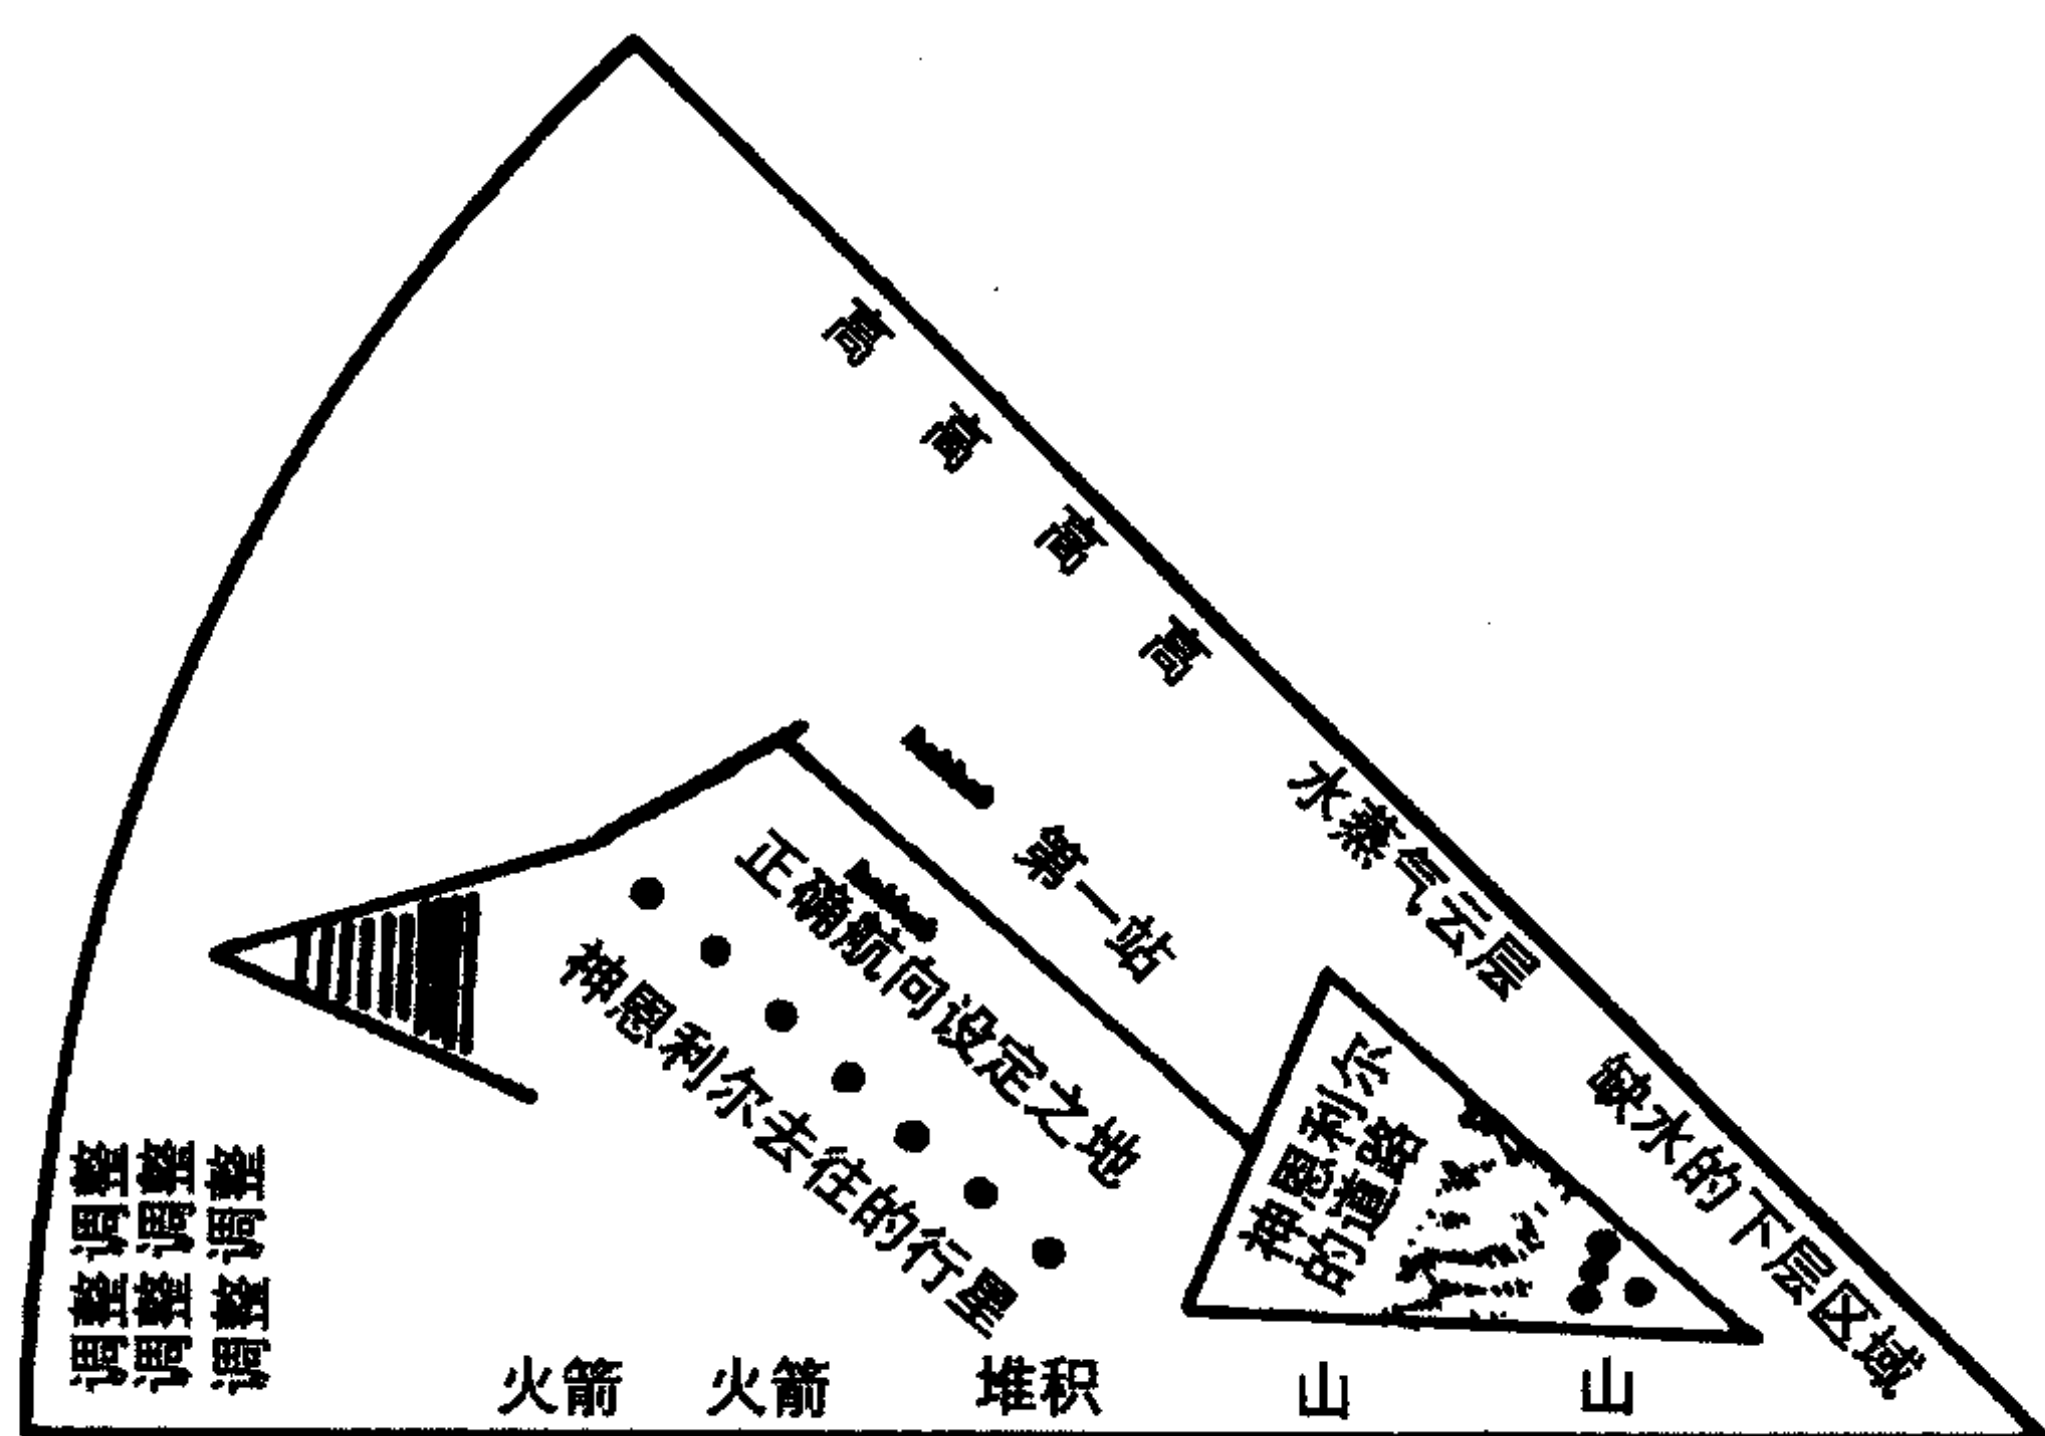 高 高 高 高
水蒸气云层
缺水的下层区域
第一站
正确航向设定之地
神恩利尔去往的行星
神恩利尔
的道路
调整 调整
调整 调整
调整 调整
火箭 火箭 堆积 山 山